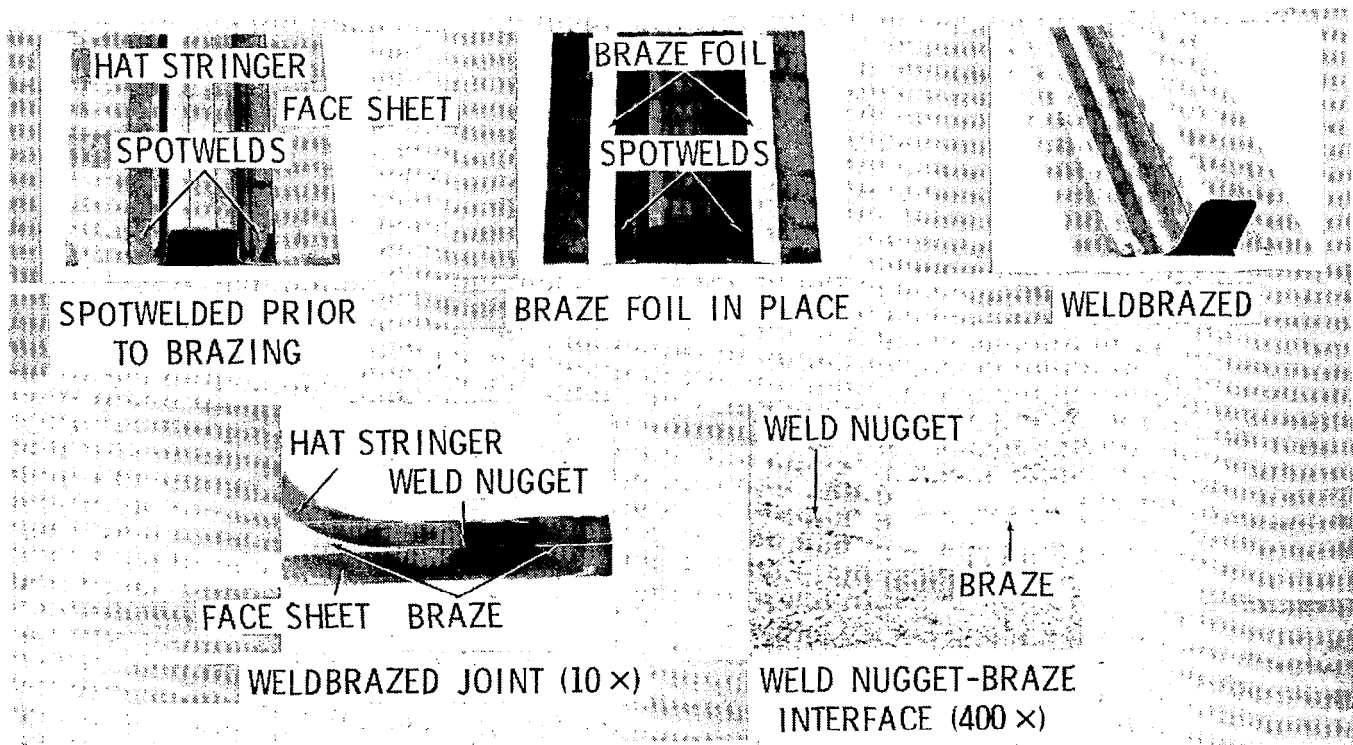 HAT STRINGER
FACE SHEET
SPOTWELDS
SPOTWELDED PRIOR
TO BRAZING
BRAZE FOIL
SPOTWELDS
BRAZE FOIL IN PLACE
WELDBRAZED
HAT STRINGER
WELD NUGGET
FACE SHEET BRAZE
WELDBRAZED JOINT (10 ×)
WELD NUGGET
BRAZE
WELD NUGGET-BRAZE
INTERFACE (400 ×)